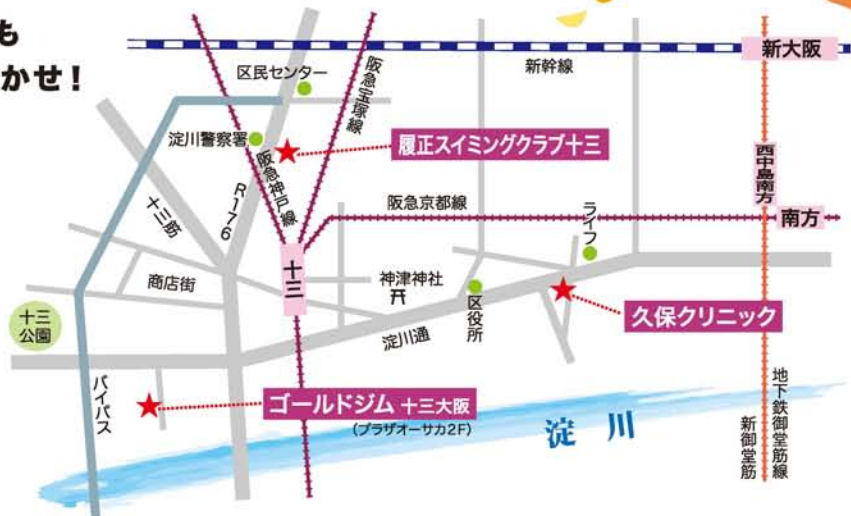 も
かせ!
新大阪
新幹線
区民センター
阪急宝塚線
淀川警察署
履正スイミングクラブ十三
阪急神戸線
R176
十三筋
阪急京都線
西中島南方
南方
ライフ
十三
商店街
神津神社
区役所
久保クリニック
十三
公園
淀川通
バイパス
ゴールドジム 十三大阪
(プラザオーサカ2F)
淀 川
新御堂筋
地下鉄御堂筋線